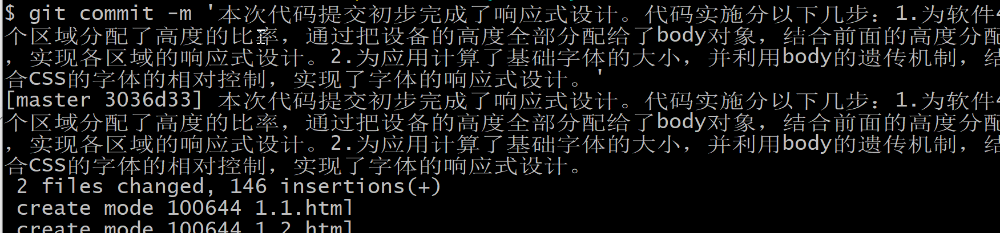 $ git commit -m '本次代码提交初步完成了响应式设计。代码实施分以下几步：1.为软件4
个区域分配了高度的比率，通过把设备的高度全部分配给了body对象，结合前面的高度分配
，实现各区域的响应式设计。2.为应用计算了基础字体的大小，并利用body的遗传机制，结
合CSS的字体的相对控制，实现了字体的响应式设计。'
[master 3036d33] 本次代码提交初步完成了响应式设计。代码实施分以下几步：1.为软件4
个区域分配了高度的比率，通过把设备的高度全部分配给了body对象，结合前面的高度分配
，实现各区域的响应式设计。2.为应用计算了基础字体的大小，并利用body的遗传机制，结
合CSS的字体的相对控制，实现了字体的响应式设计。
2 files changed, 146 insertions(+)
create mode 100644 1.1.html
create mode 100644 1.2.html